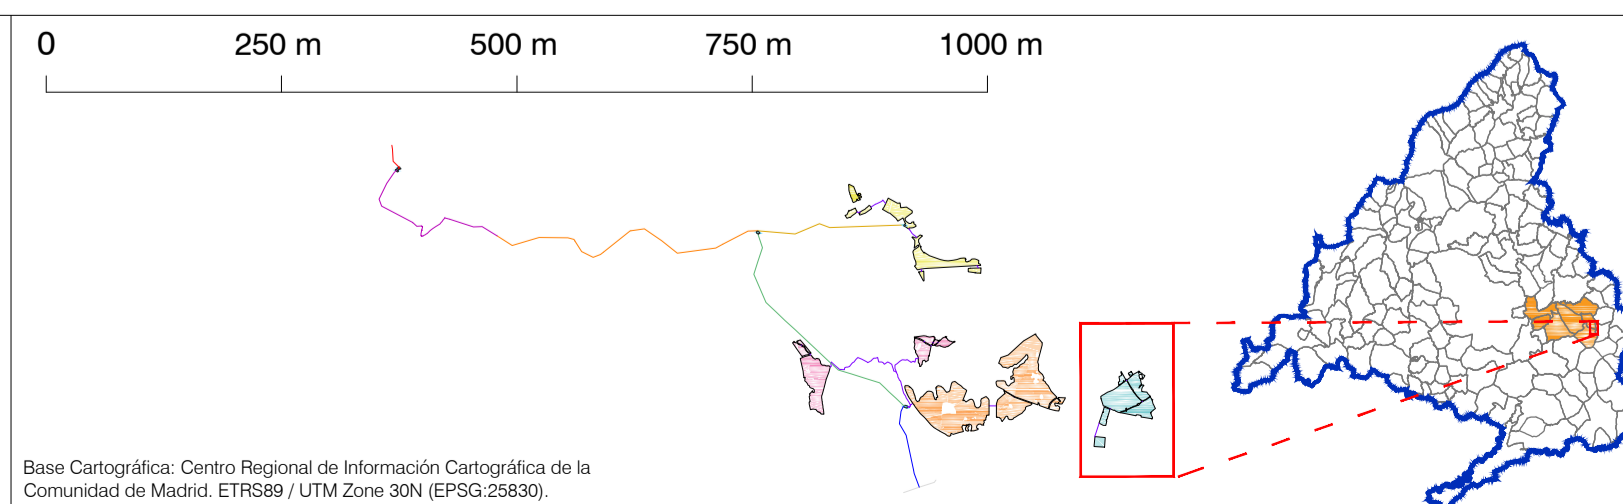 0 250 m 500 m 750 m 1000 m
Base Cartográfica: Centro Regional de Información Cartográfica de la
Comunidad de Madrid. ETRS89 / UTM Zone 30N (EPSG:25830).